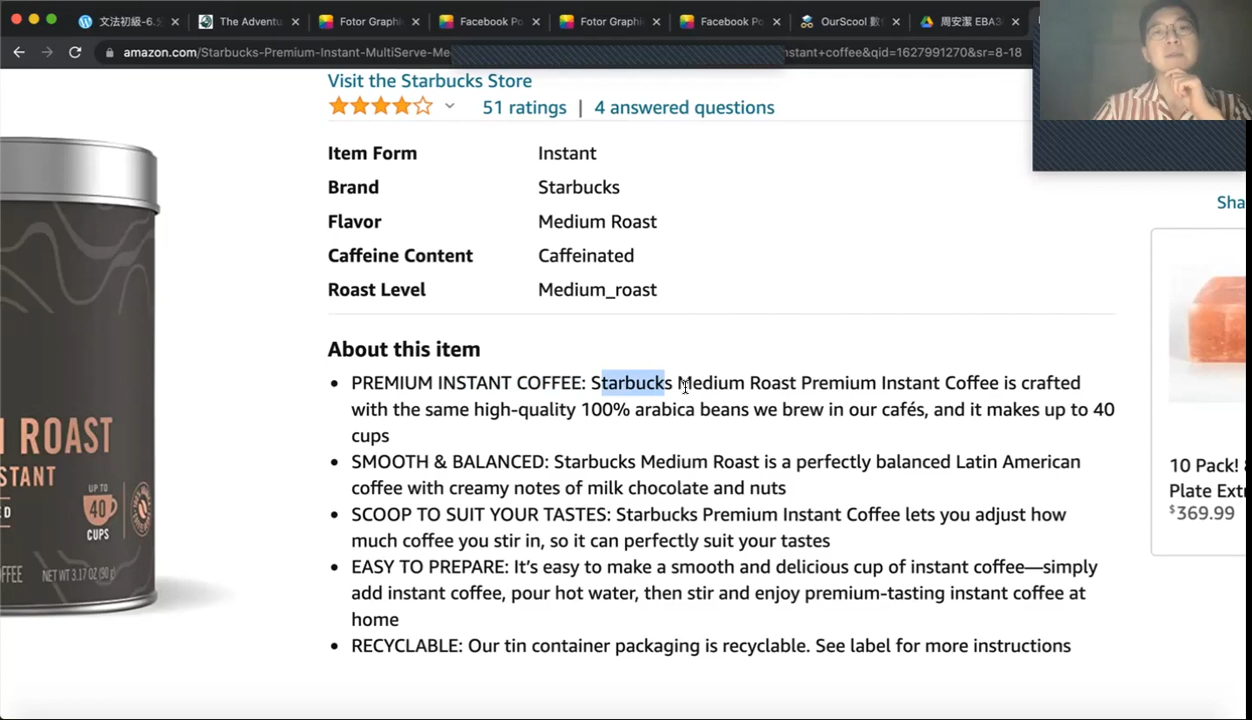 文法初級-6.
The Adventu
Fotor Graphi
Facebook Po
Fotor Graphi
Facebook Po
OurScool 數
周安潔 EBA3
amazon.com/Starbucks-Premium-Instant-MultiServe-Me
instant+coffee&qid=1627991270&sr=8-18
Visit the Starbucks Store
51 ratings | 4 answered questions
Item Form Instant
Brand Starbucks
Flavor Medium Roast
Caffeine Content Caffeinated
Roast Level Medium_roast
Sha
About this item
• PREMIUM INSTANT COFFEE: Starbucks Medium Roast Premium Instant Coffee is crafted
with the same high-quality 100% arabica beans we brew in our cafés, and it makes up to 40
cups
• SMOOTH & BALANCED: Starbucks Medium Roast is a perfectly balanced Latin American
coffee with creamy notes of milk chocolate and nuts
• SCOOP TO SUIT YOUR TASTES: Starbucks Premium Instant Coffee lets you adjust how
much coffee you stir in, so it can perfectly suit your tastes
• EASY TO PREPARE: It’s easy to make a smooth and delicious cup of instant coffee—simply
add instant coffee, pour hot water, then stir and enjoy premium-tasting instant coffee at
home
• RECYCLABLE: Our tin container packaging is recyclable. See label for more instructions
ROAST
STANT
D
UP TO
40
CUPS
OFFEE
NET WT 3.17 OZ (90 g)
10 Pack!
Plate Extr
$369.99